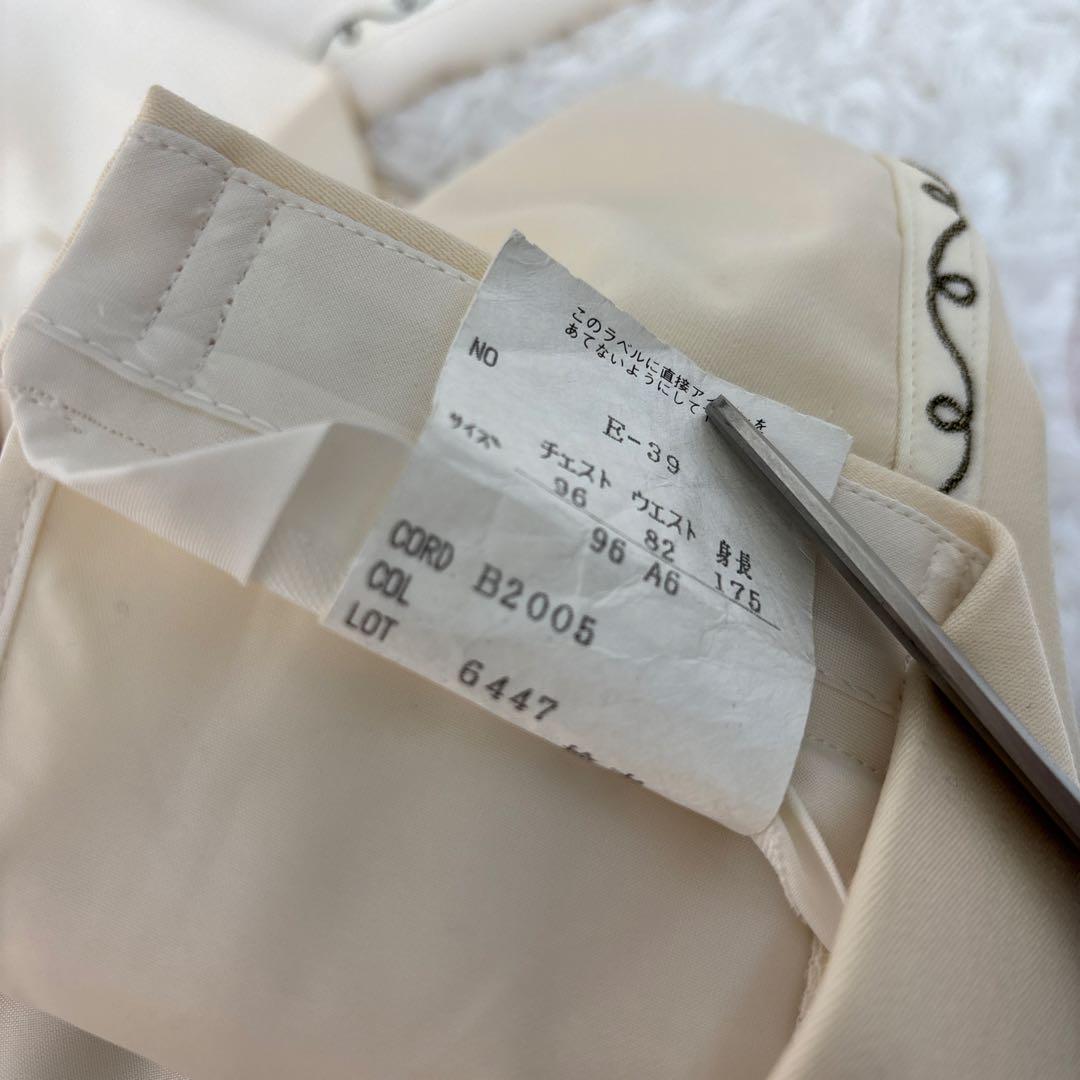 このラベルに直接アイ を
あてないようにして
NO E-39
サイズ チェスト ウエスト 身長
96 82 175
96 A6
CORD B2005
COL
LOT 6447